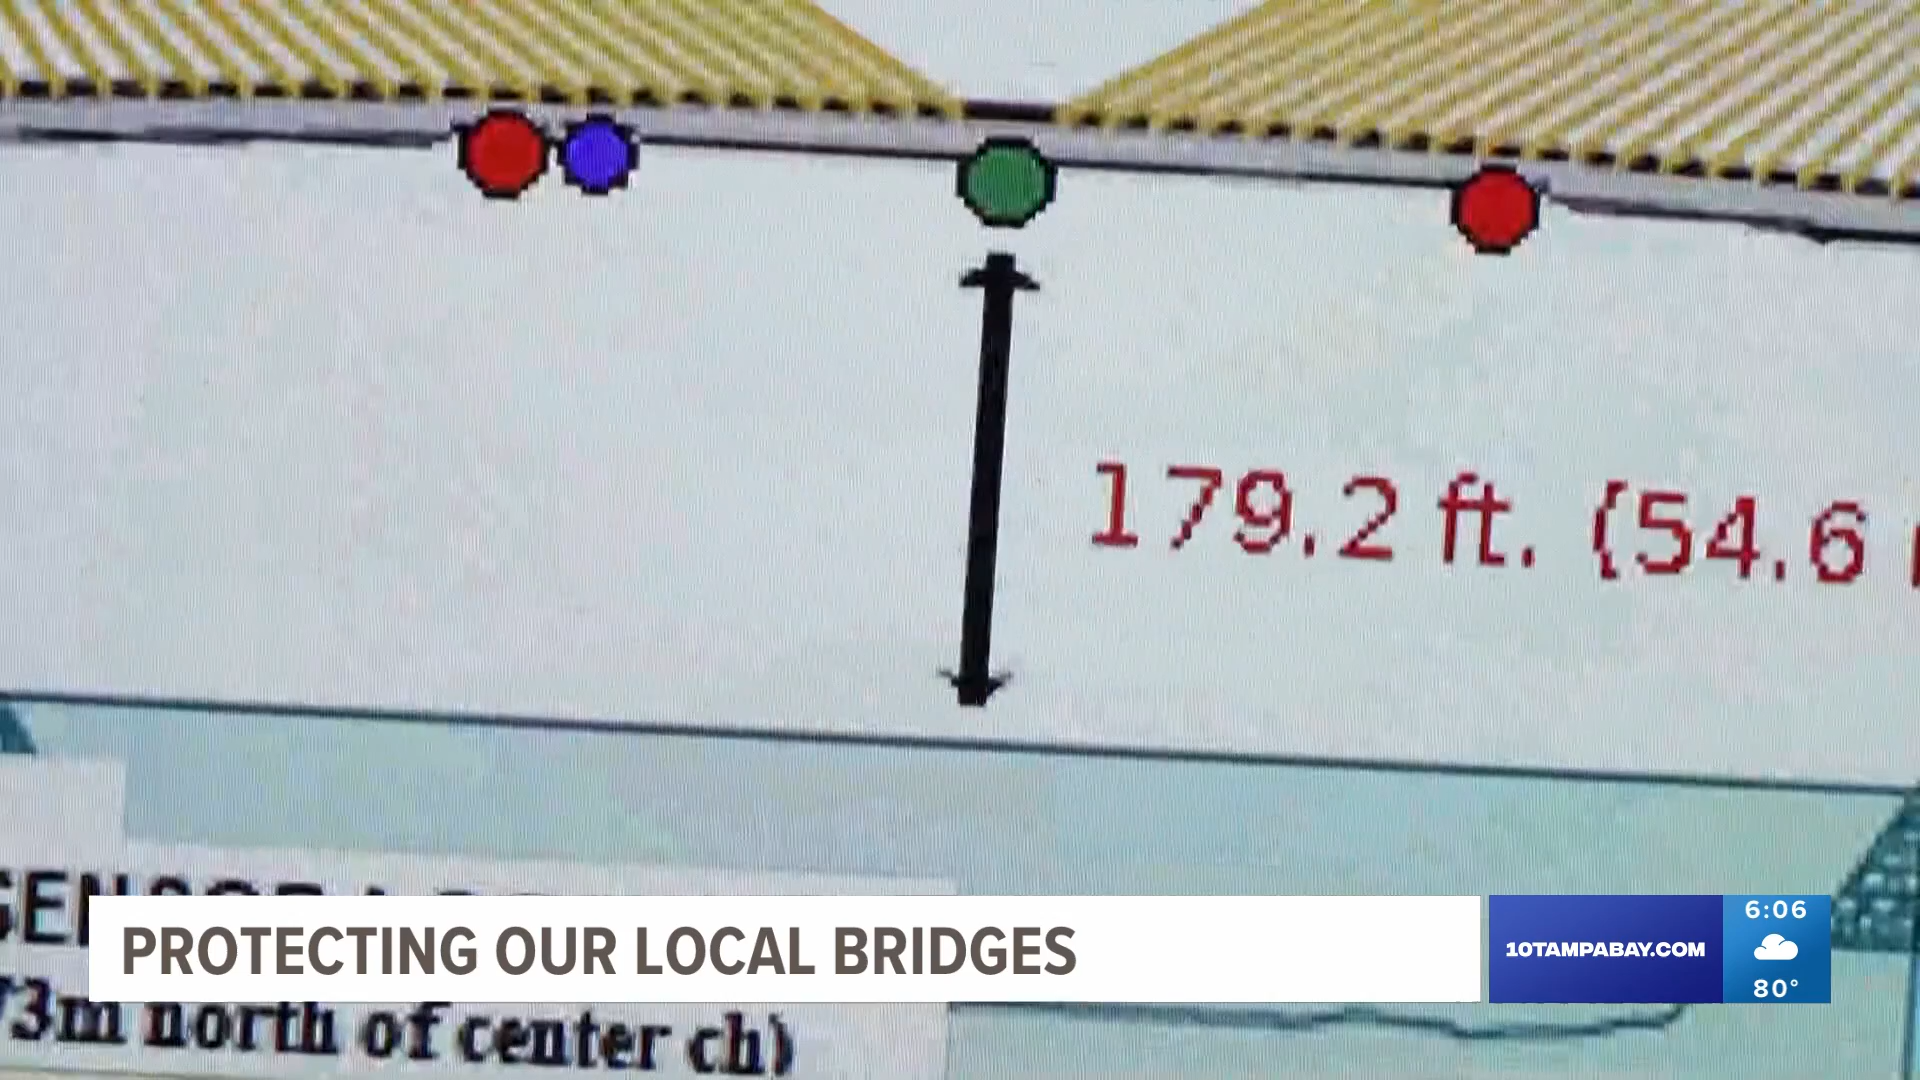 179.2 ft. (54.6
PROTECTING OUR LOCAL BRIDGES
10TAMPABAY.COM
6:06
80°
3m north of center ch)